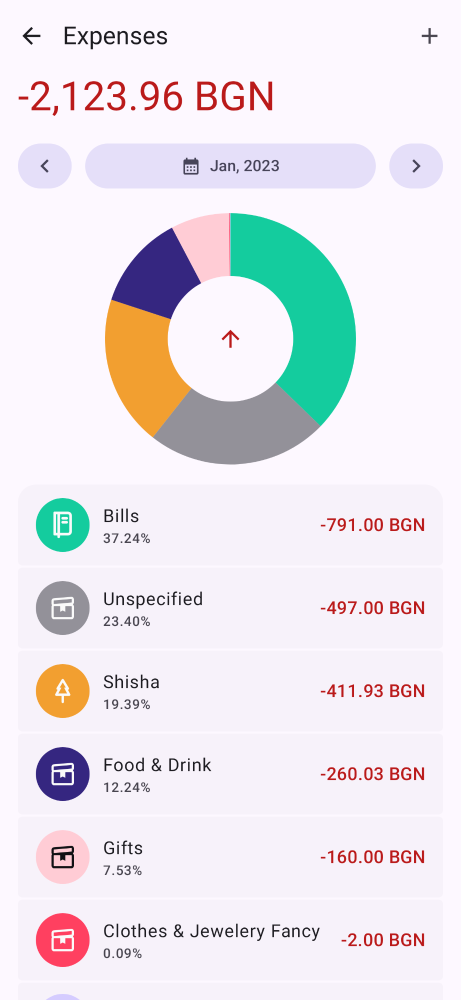 Expenses
-2,123.96 BGN
Jan, 2023
Bills
37.24%
-791.00 BGN
Unspecified
23.40%
-497.00 BGN
Shisha
19.39%
-411.93 BGN
Food & Drink
12.24%
-260.03 BGN
Gifts
7.53%
-160.00 BGN
Clothes & Jewelery Fancy
0.09%
-2.00 BGN